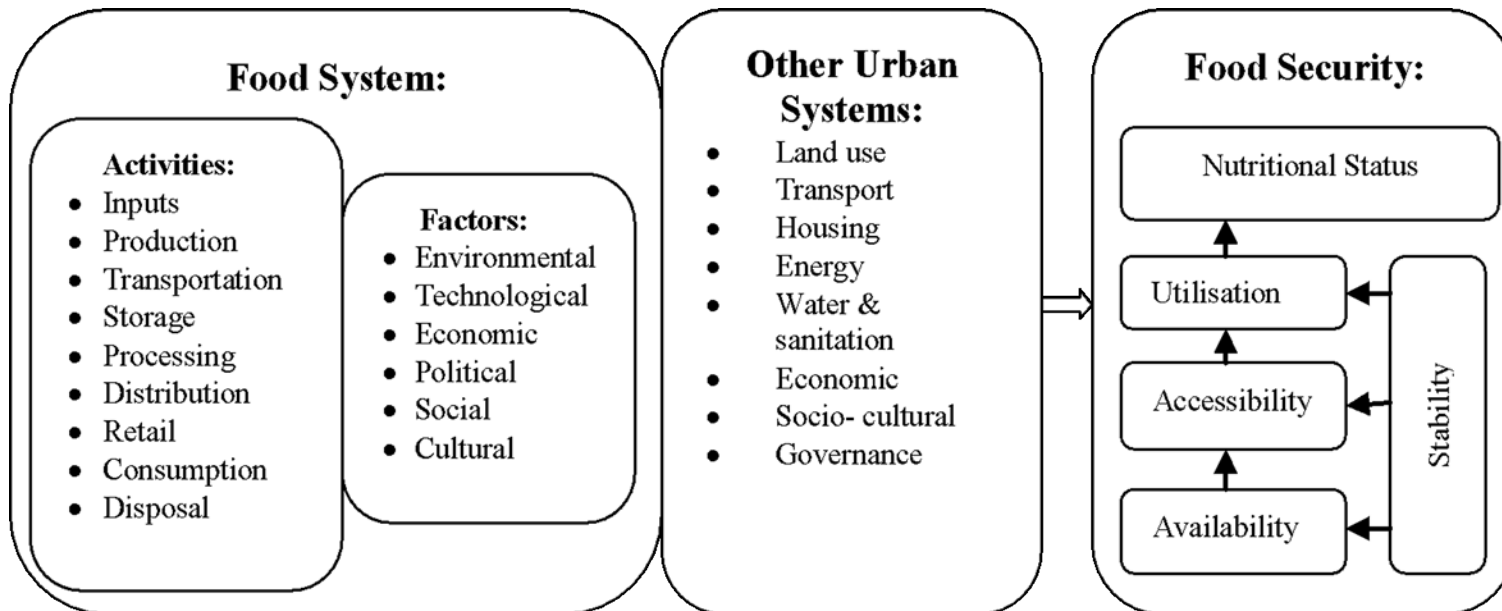 Food System:
Activities:
• Inputs
• Production
• Transportation
• Storage
• Processing
• Distribution
• Retail
• Consumption
• Disposal
Factors:
• Environmental
• Technological
• Economic
• Political
• Social
• Cultural
Other Urban
Systems:
• Land use
• Transport
• Housing
• Energy
• Water &
sanitation
• Economic
• Socio- cultural
• Governance
Food Security:
Nutritional Status
Utilisation
Accessibility
Availability
Stability